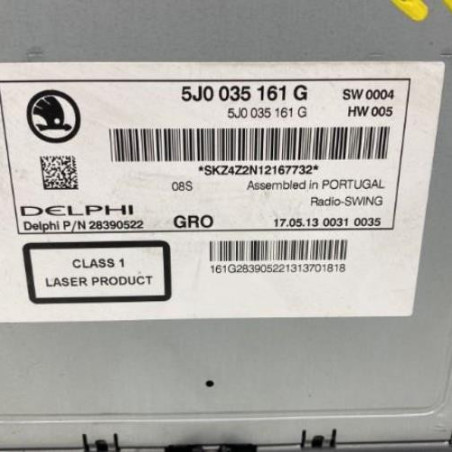 5J0 035 161 G SW 0004
5J0 035 161 G HW 005
*SKZ4Z2N12167732*
08S Assembled in PORTUGAL
Radio-SWING
DELPHI
Delphi P/N 28390522 GRO 17.05.13 0031 0035
CLASS 1
LASER PRODUCT
161G283905221313701818